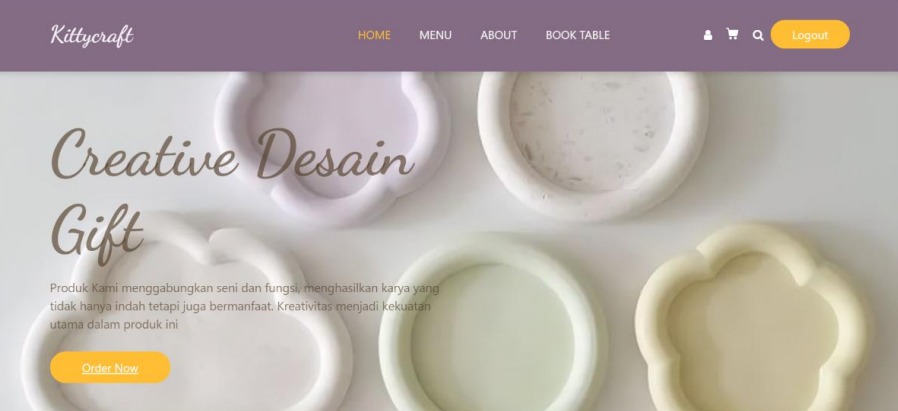 Kittycraft
HOME MENU ABOUT BOOK TABLE
Logout
Creative Desain
Gift
Produk Kami menggabungkan seni dan fungsi, menghasilkan karya yang
tidak hanya indah tetapi juga bermanfaat. Kreativitas menjadi kekuatan
utama dalam produk ini
Order Now